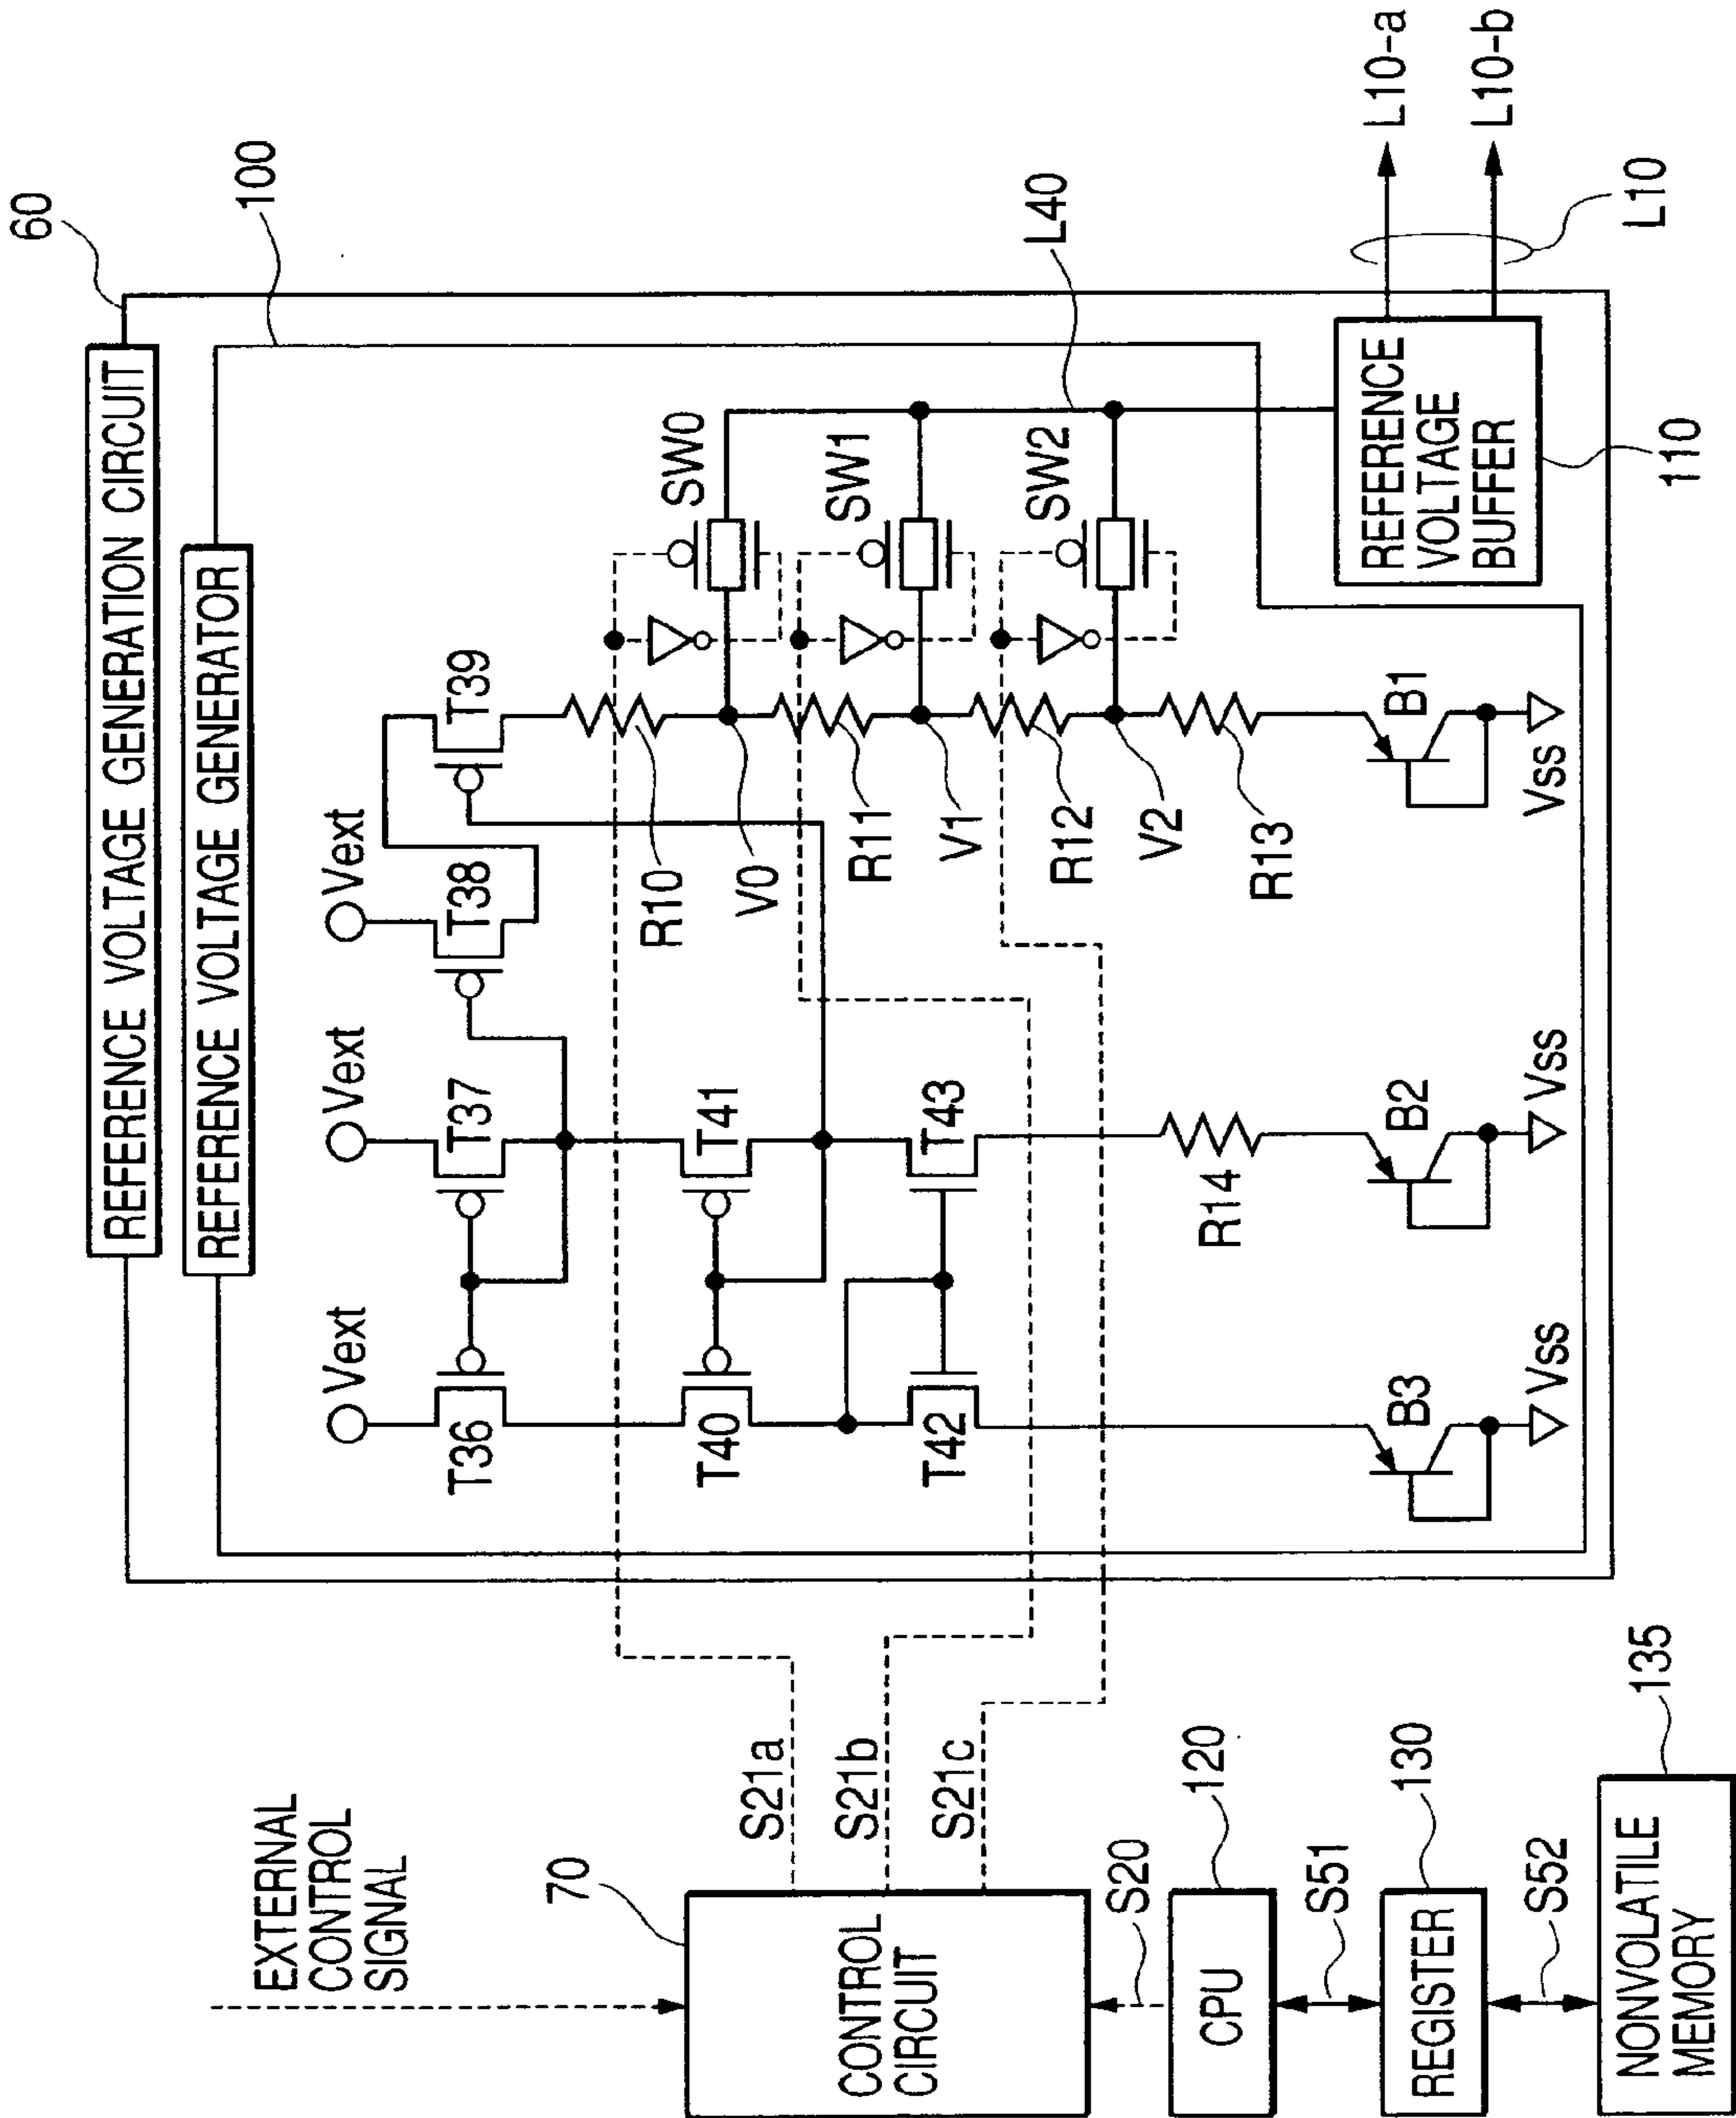 60
REFERENCE VOLTAGE GENERATION CIRCUIT
100
REFERENCE VOLTAGE GENERATOR
EXTERNAL
CONTROL
SIGNAL
Vext
Vext
Vext
T36
T37
T38
T39
70
CONTROL
CIRCUIT
S21a
S21b
S21c
T40
T41
T42
T43
R10
V0
R11
V1
R12
V2
R13
R14
SW0
SW1
SW2
L40
S20
120
CPU
S51
130
REGISTER
S52
135
NONVOLATILE
MEMORY
B3
B2
B1
Vss
Vss
Vss
REFERENCE
VOLTAGE
BUFFER
110
L10-a
L10-b
L10